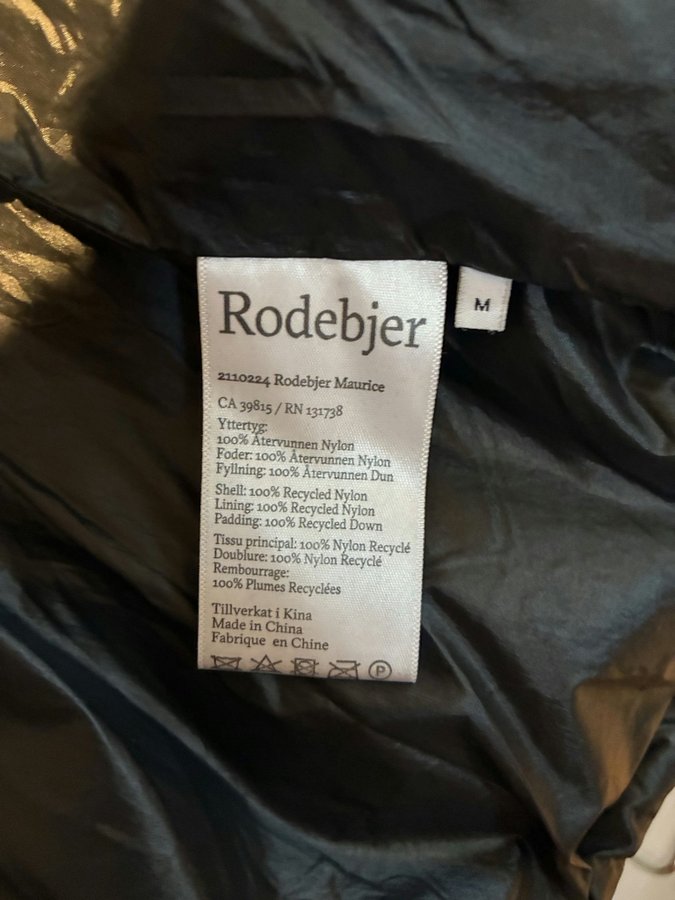 Rodebjer
M
2110224 Rodebjer Maurice
CA 39815 / RN 131738
Yttertyg:
100% Återvunnen Nylon
Foder: 100% Återvunnen Nylon
Fyllning: 100% Återvunnen Dun
Shell: 100% Recycled Nylon
Lining: 100% Recycled Nylon
Padding: 100% Recycled Down
Tissu principal: 100% Nylon Recyclé
Doublure: 100% Nylon Recyclé
Rembourrage:
100% Plumes Recyclées
Tillverkat i Kina
Made in China
Fabrique en Chine
P